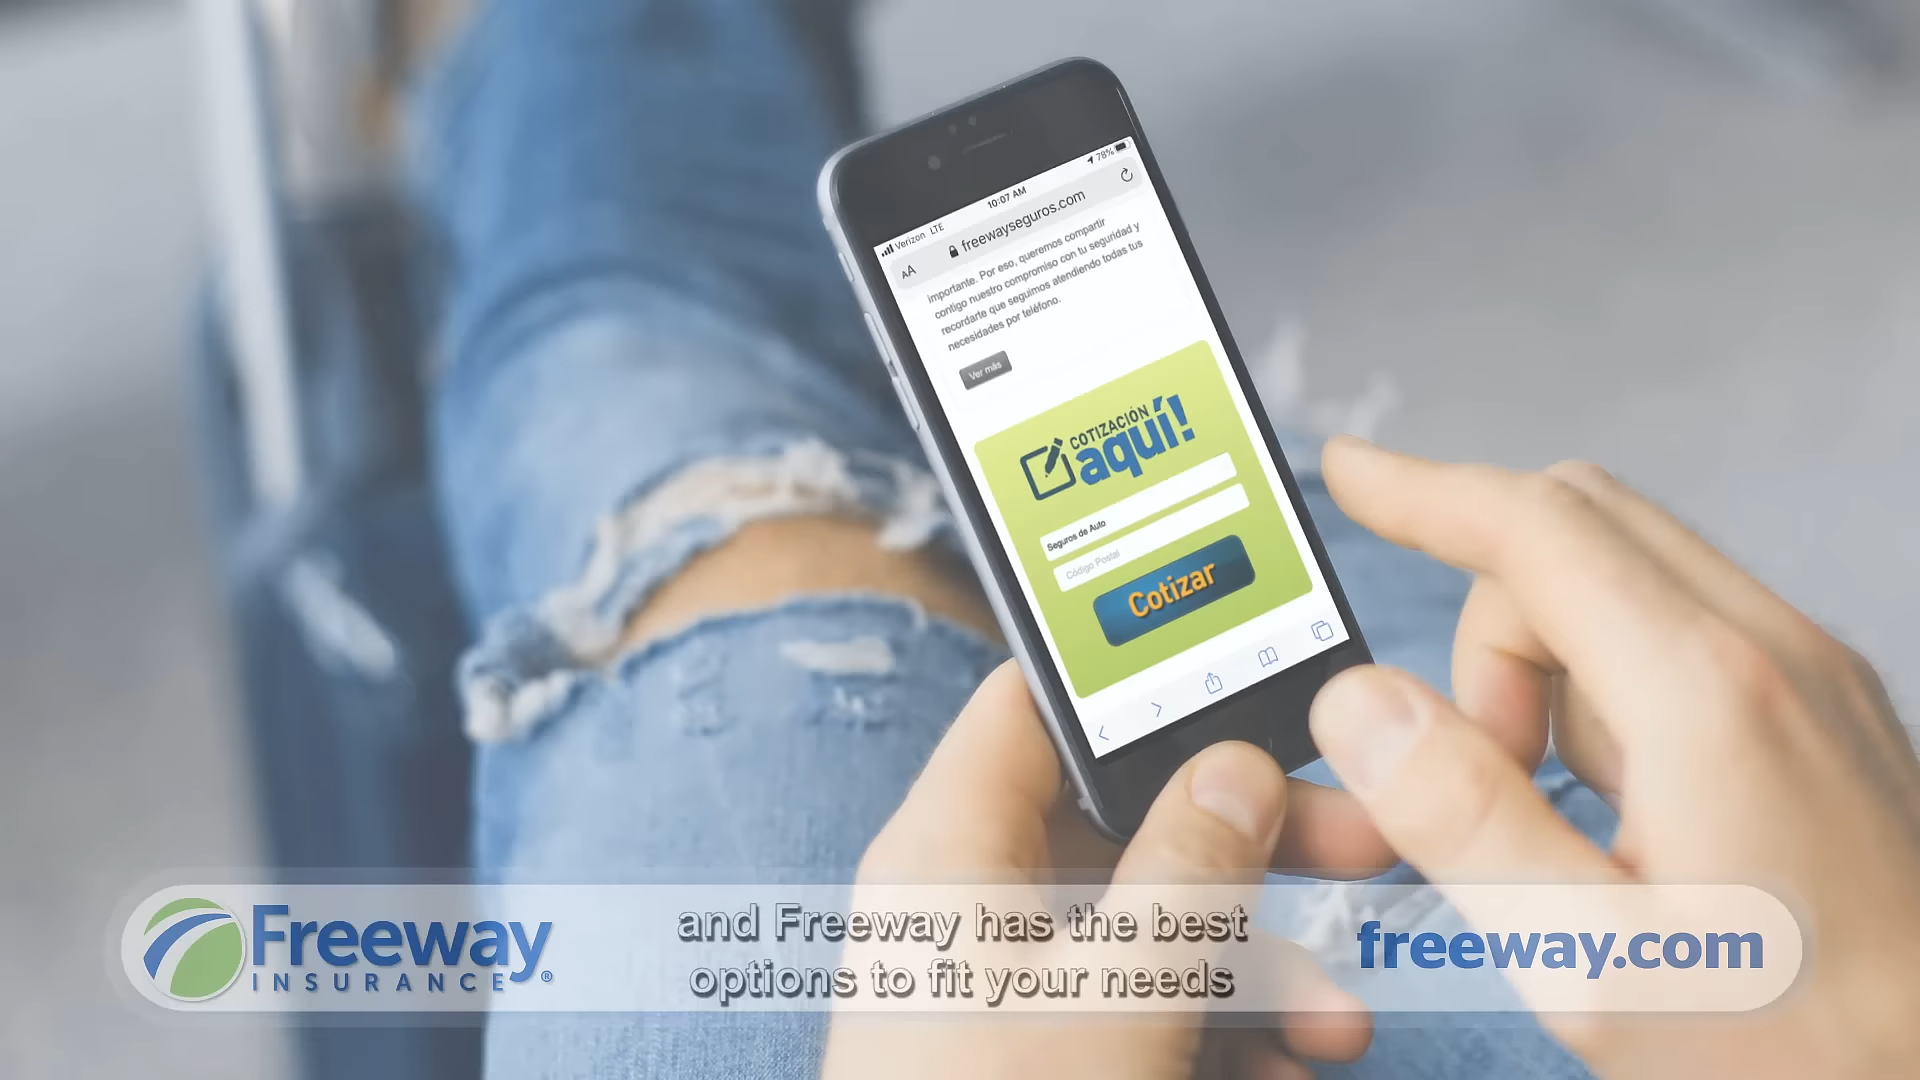 Verizon LTE
10:07 AM
78%
AA
freewayseguros.com
importante. Por eso, queremos compartir
contigo nuestro compromiso con tu seguridad y
recordarte que seguimos atendiendo todas tus
necesidades por teléfono.
Ver más
COTIZACIÓN
aquí!
Seguros de Auto
Código Postal
Cotizar
Freeway
INSURANCE®
and Freeway has the best
options to fit your needs
freeway.com